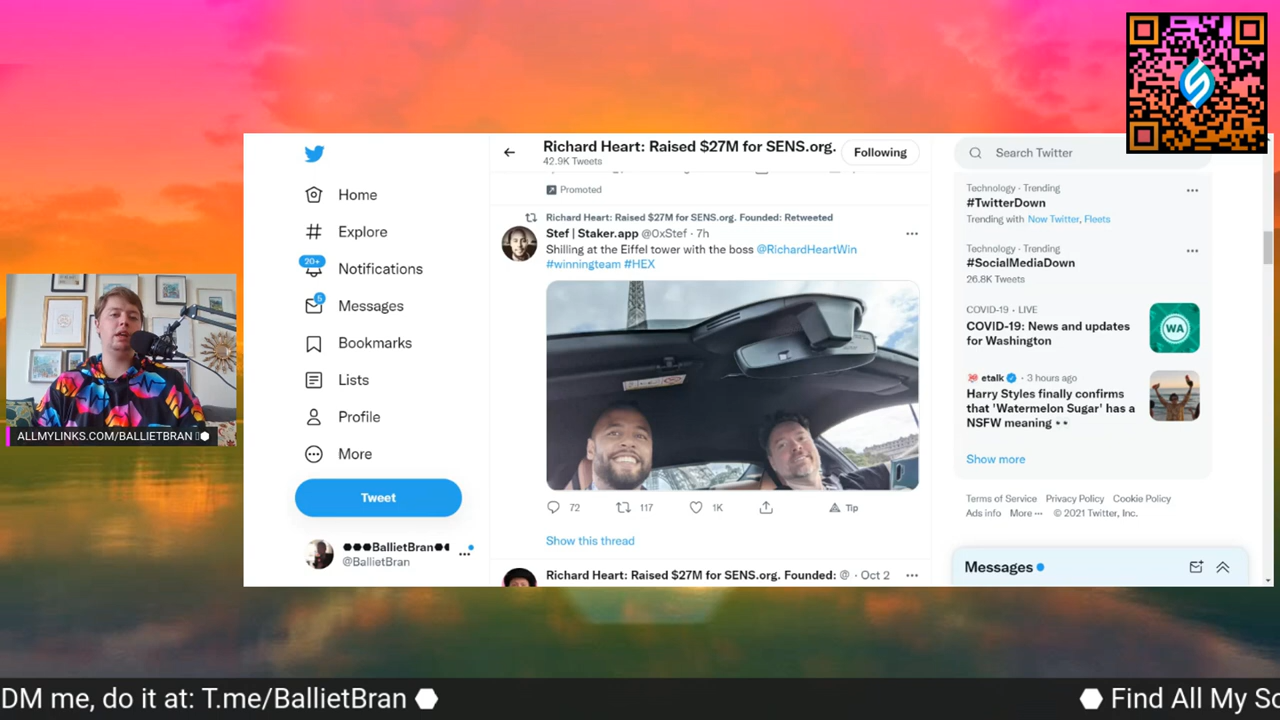 Home
Explore
20+
Notifications
5
Messages
Bookmarks
Lists
Profile
More
Tweet
BallietBran
@BallietBran
Richard Heart: Raised $27M for SENS.org.
42.9K Tweets
Following
Promoted
Richard Heart: Raised $27M for SENS.org. Founded: Retweeted
Stef | Staker.app @0xStef · 7h
Shilling at the Eiffel tower with the boss @RichardHeartWin
#winningteam #HEX
72
117
1K
Tip
Show this thread
Richard Heart: Raised $27M for SENS.org. Founded: @ · Oct 2
Search Twitter
Technology · Trending
#TwitterDown
Trending with Now Twitter, Fleets
Technology · Trending
#SocialMediaDown
26.8K Tweets
COVID-19 · LIVE
COVID-19: News and updates
for Washington
WA
etalk · 3 hours ago
Harry Styles finally confirms
that 'Watermelon Sugar' has a
NSFW meaning 👀
Show more
Terms of Service Privacy Policy Cookie Policy
Ads info More ··· © 2021 Twitter, Inc.
Messages
ALLMYLINKS.COM/BALLIETBRAN
DM me, do it at: T.me/BallietBran
Find All My So